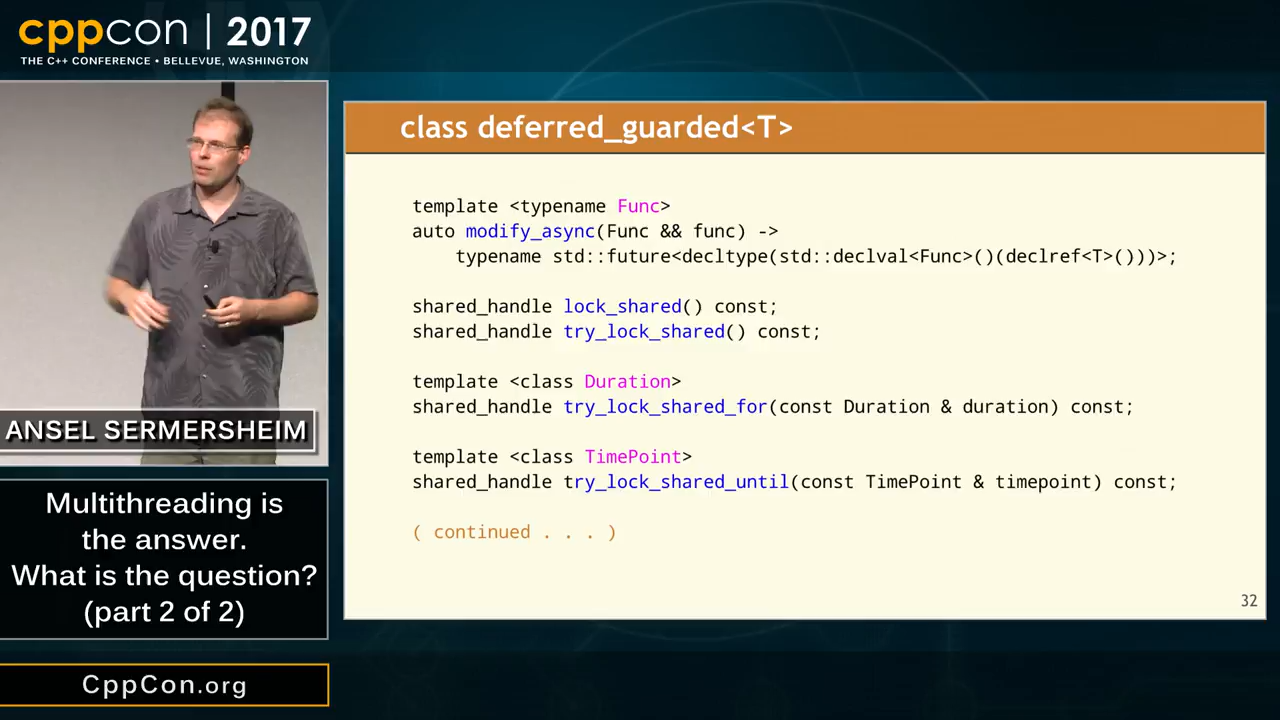 cppcon | 2017
THE C++ CONFERENCE • BELLEVUE, WASHINGTON
ANSEL SERMERSHEIM
Multithreading is
the answer.
What is the question?
(part 2 of 2)
CppCon.org
class deferred_guarded<T>
template <typename Func>
auto modify_async(Func && func) ->
typename std::future<decltype(std::declval<Func>()(declref<T>()))>;
shared_handle lock_shared() const;
shared_handle try_lock_shared() const;
template <class Duration>
shared_handle try_lock_shared_for(const Duration & duration) const;
template <class TimePoint>
shared_handle try_lock_shared_until(const TimePoint & timepoint) const;
( continued . . . )
32